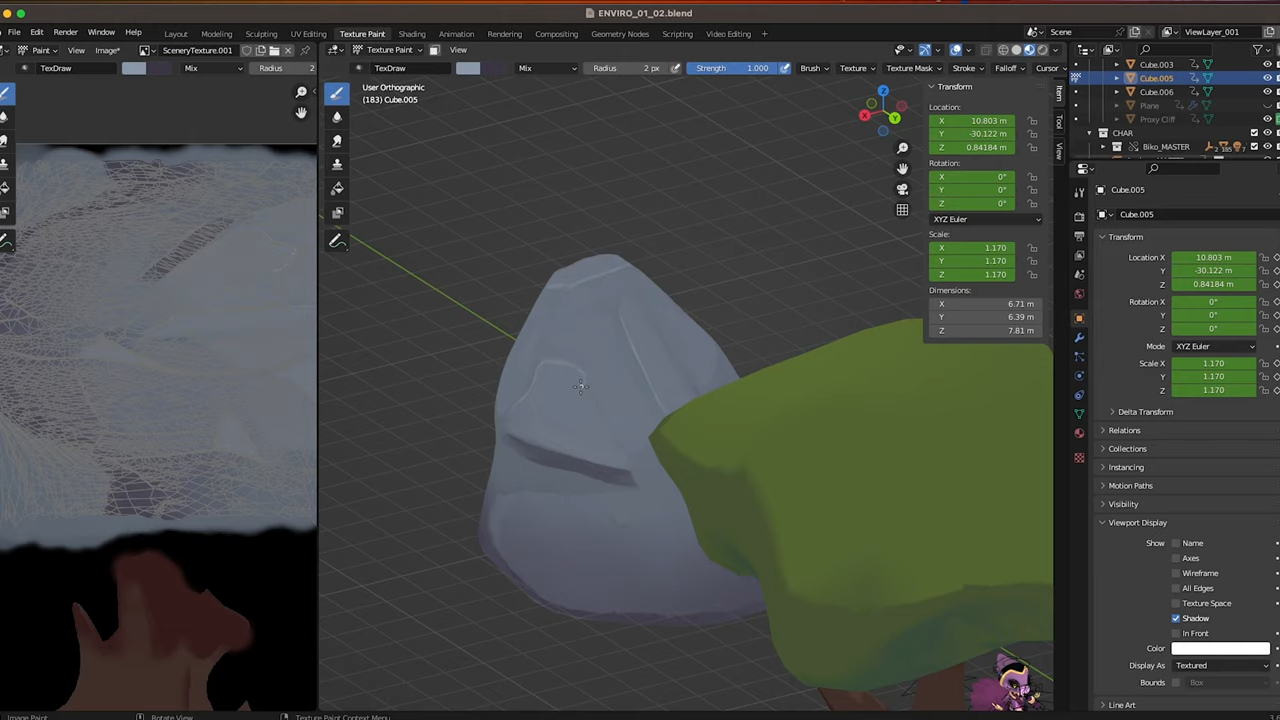 ENVIRO_01_02.blend
File Edit Render Window Help Layout Modeling Sculpting UV Editing Texture Paint Shading Animation Rendering Compositing Geometry Nodes Scripting Video Editing + Scene ViewLayer_001
Paint View Image* SceneryTexture.001 Texture Paint View
TexDraw Mix Radius 2 TexDraw Mix Radius 2 px Strength 1.000 Brush Texture Texture Mask Stroke Falloff Cursor
User Orthographic
(183) Cube.005
X
Y
Z
Transform
Location:
X 10.803 m
Y -30.122 m
Z 0.84184 m
Rotation:
X 0°
Y 0°
Z 0°
XYZ Euler
Scale:
X 1.170
Y 1.170
Z 1.170
Dimensions:
X 6.71 m
Y 6.39 m
Z 7.81 m
Item
Tool
View
Cube.003
Cube.005
Cube.006
Plane
Proxy Cliff
CHAR
Biko_MASTER
Cube.005
Cube.005
Transform
Location X 10.803 m
Y -30.122 m
Z 0.84184 m
Rotation X 0°
Y 0°
Z 0°
Mode XYZ Euler
Scale X 1.170
Y 1.170
Z 1.170
Delta Transform
Relations
Collections
Instancing
Motion Paths
Visibility
Viewport Display
Show Name
Axes
Wireframe
All Edges
Texture Space
Shadow
In Front
Color
Display As Textured
Bounds Box
Line Art
Image Paint Rotate View Texture Paint Context Menu